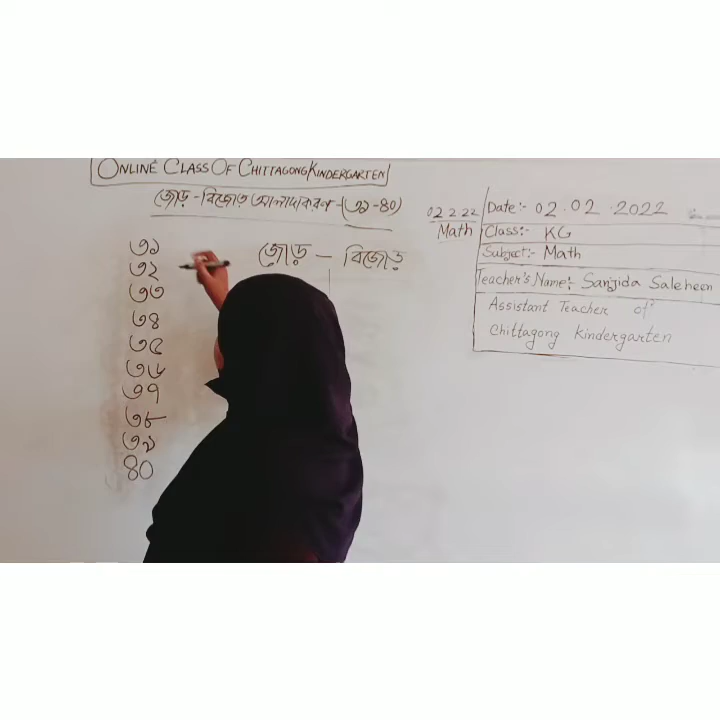 ONLINE CLASS OF CHITTAGONG KINDERGARTEN
জোড় - বিজোড় আলাদাকরণ - (৩১ - ৪০)
জোড় - বিজোড়
৩১
৩২
৩৩
৩৪
৩৫
৩৬
৩৭
৩৮
৩৯
৪০
02 2 22
Math
Date:- 02.02.2022
Class:- KG
Subject:- Math
Teacher's Name:- Sanjida Saleheen
Assistant Teacher of
Chittagong Kindergarten